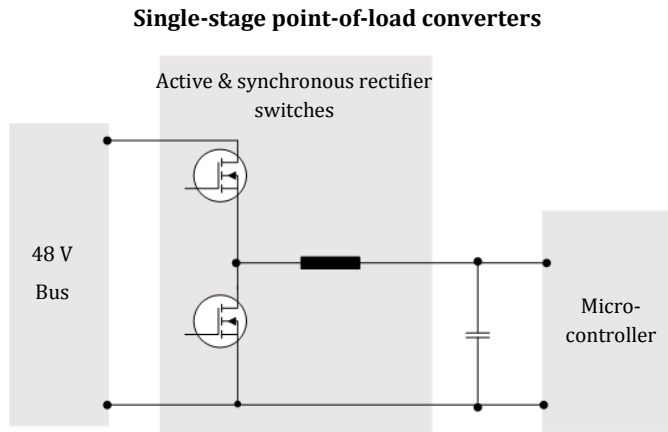 Single-stage point-of-load converters
Active & synchronous rectifier
switches
48 V
Bus
Micro-
controller